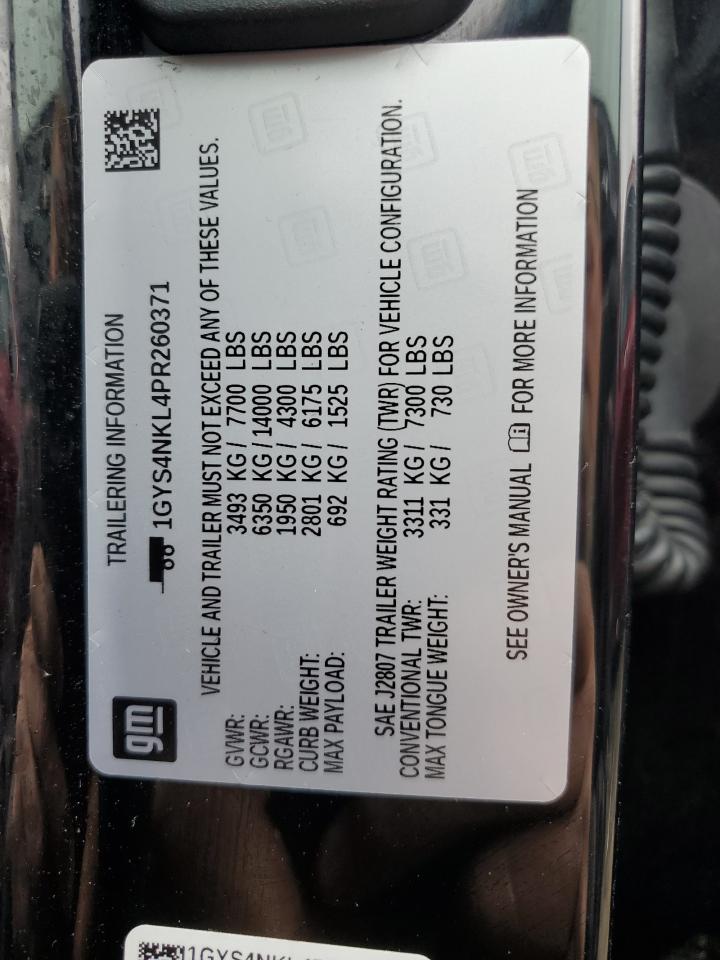 gm
TRAILERING INFORMATION
1GYS4NKL4PR260371
VEHICLE AND TRAILER MUST NOT EXCEED ANY OF THESE VALUES.
GVWR: 3493 KG / 7700 LBS
GCWR: 6350 KG / 14000 LBS
RGAWR: 1950 KG / 4300 LBS
CURB WEIGHT: 2801 KG / 6175 LBS
MAX PAYLOAD: 692 KG / 1525 LBS
SAE J2807 TRAILER WEIGHT RATING (TWR) FOR VEHICLE CONFIGURATION.
CONVENTIONAL TWR: 3311 KG / 7300 LBS
MAX TONGUE WEIGHT: 331 KG / 730 LBS
SEE OWNER'S MANUAL FOR MORE INFORMATION